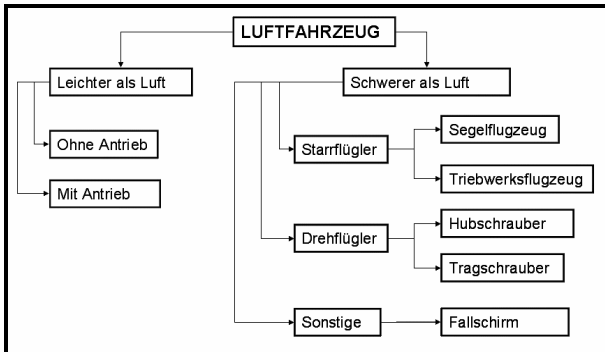 LUFTFAHRZEUG
Leichter als Luft
Schwerer als Luft
Ohne Antrieb
Mit Antrieb
Starrflügler
Segelflugzeug
Triebwerksflugzeug
Drehflügler
Hubschrauber
Tragschrauber
Sonstige
Fallschirm